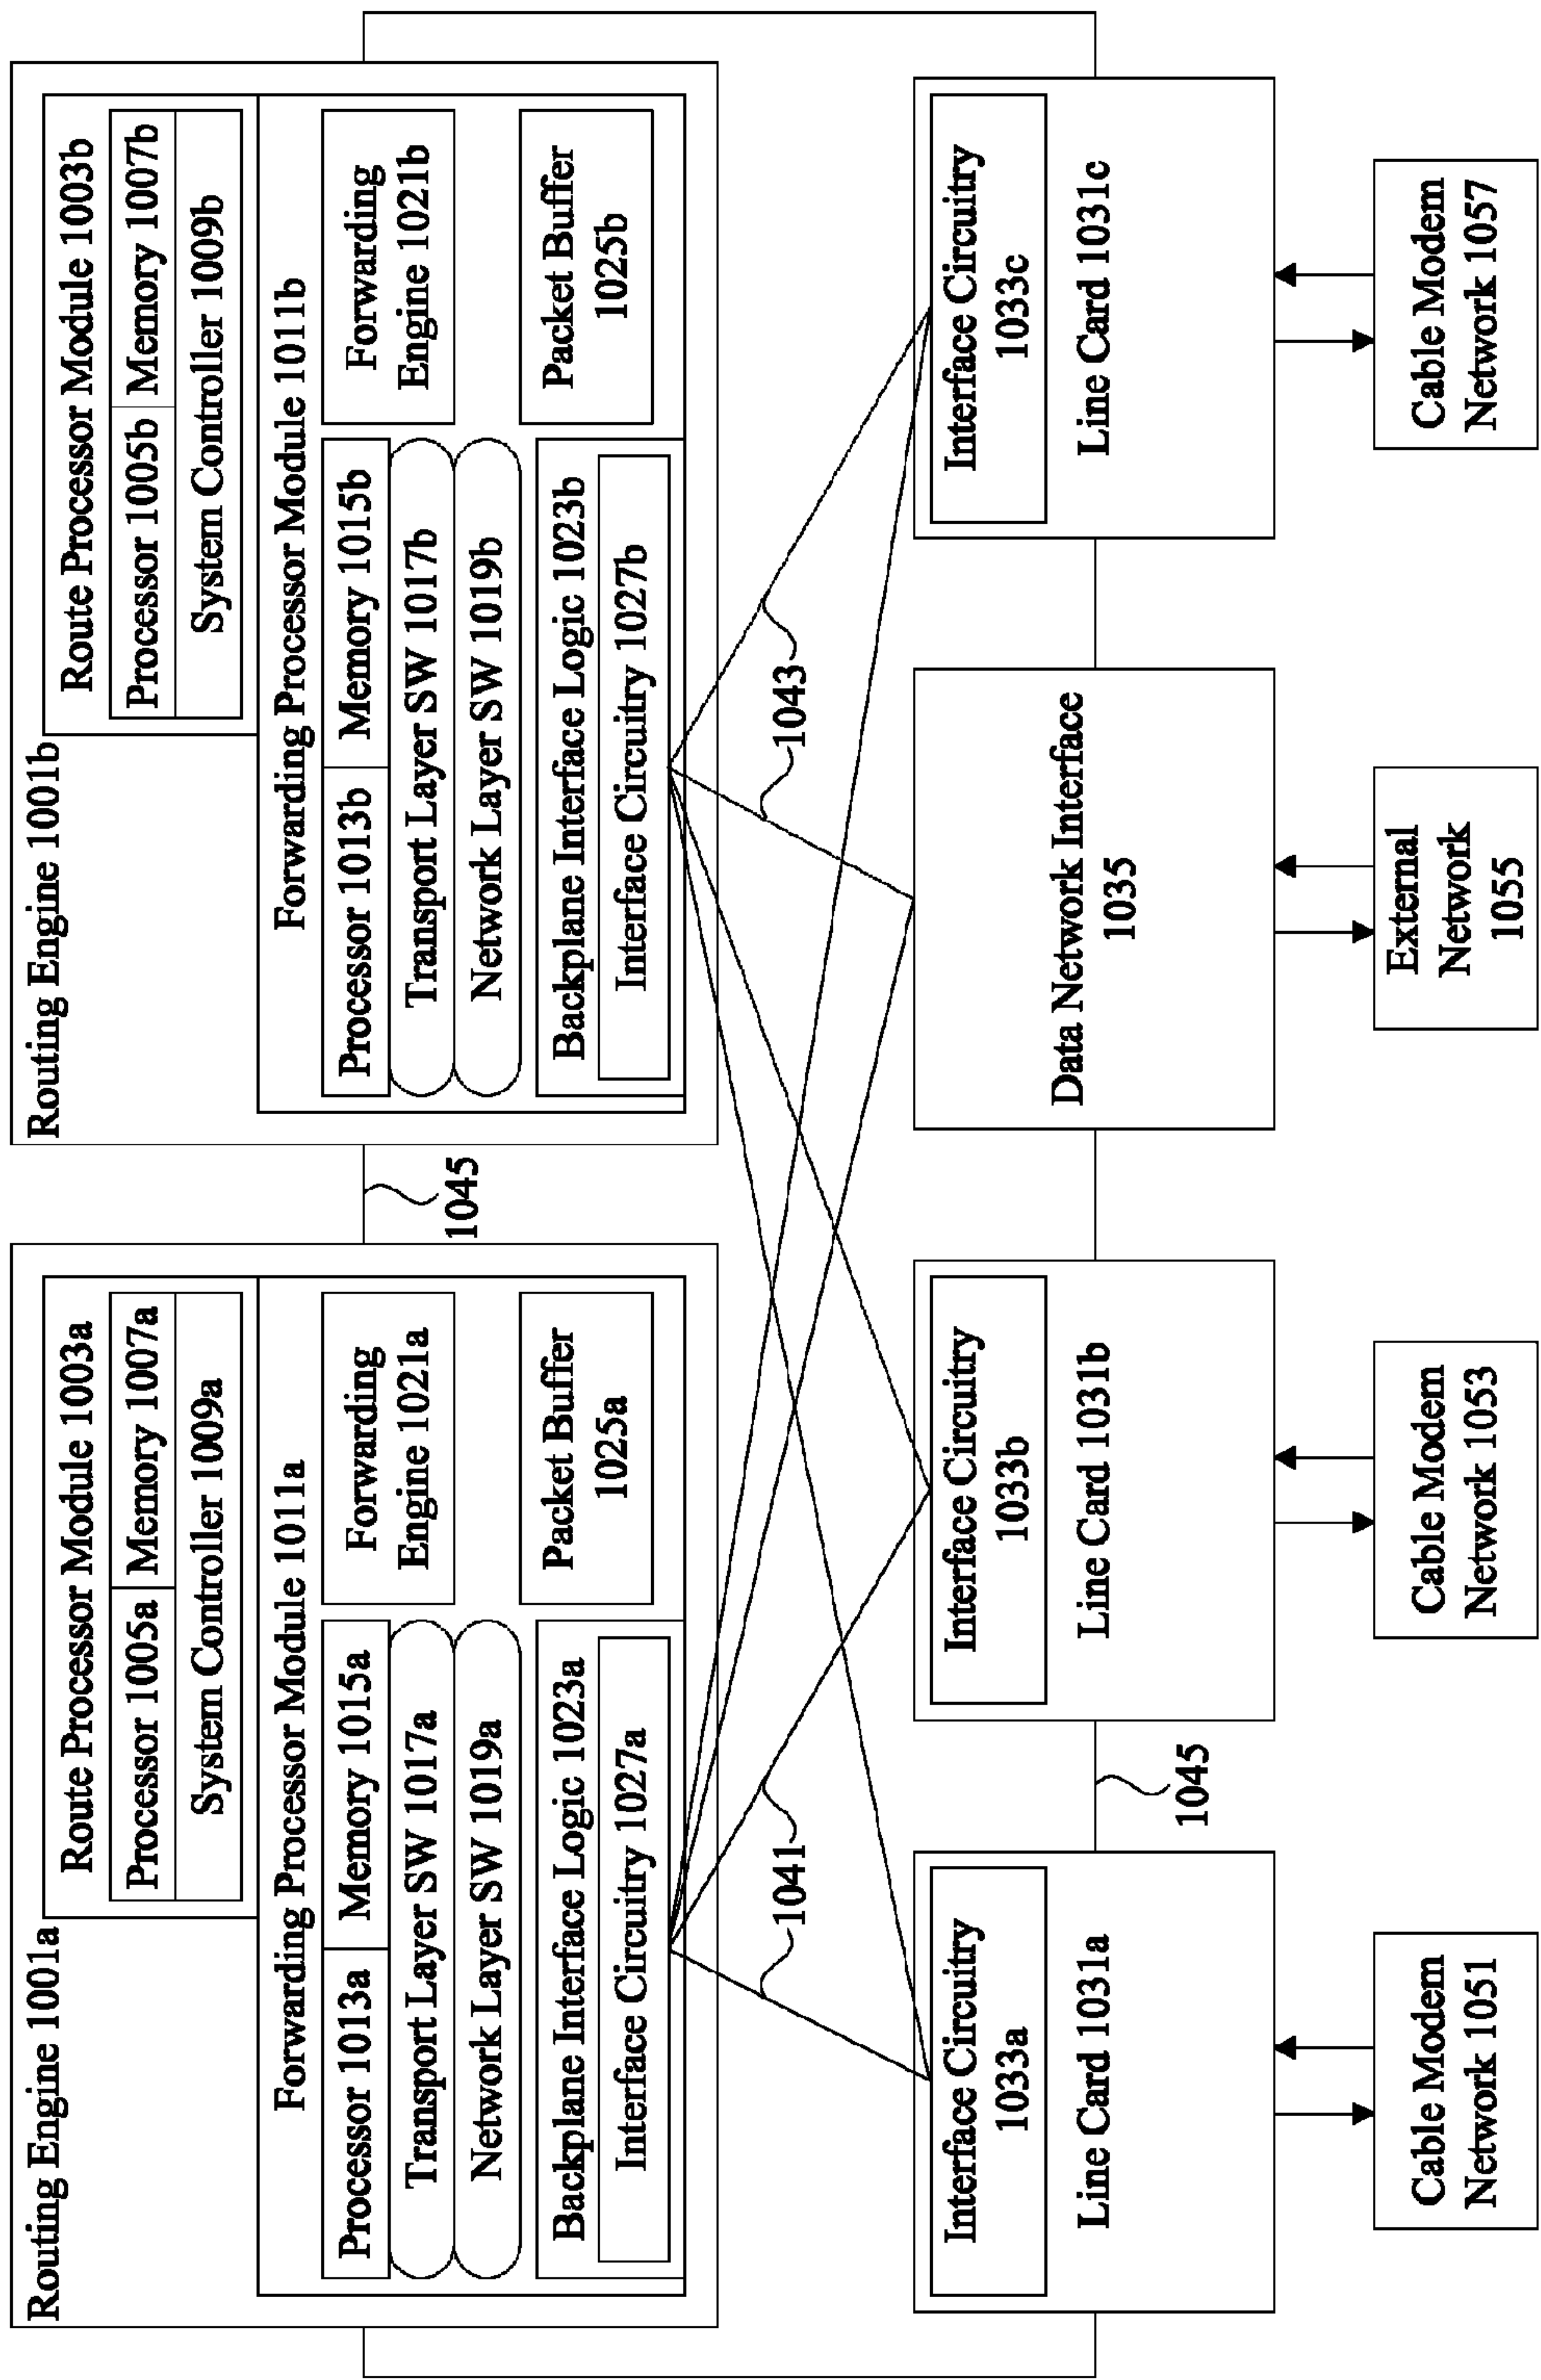 Routing Engine 1001a
Route Processor Module 1003a
Processor 1005a
Memory 1007a
System Controller 1009a
Forwarding Processor Module 1011a
Processor 1013a
Memory 1015a
Transport Layer SW 1017a
Network Layer SW 1019a
Forwarding
Engine 1021a
Backplane Interface Logic 1023a
Interface Circuitry 1027a
Packet Buffer
1025a
1045
Routing Engine 1001b
Route Processor Module 1003b
Processor 1005b
Memory 1007b
System Controller 1009b
Forwarding Processor Module 1011b
Processor 1013b
Memory 1015b
Transport Layer SW 1017b
Network Layer SW 1019b
Forwarding
Engine 1021b
Backplane Interface Logic 1023b
Interface Circuitry 1027b
Packet Buffer
1025b
1041
1043
Interface Circuitry
1033a
Line Card 1031a
1045
Interface Circuitry
1033b
Line Card 1031b
Data Network Interface
1035
Interface Circuitry
1033c
Line Card 1031c
Cable Modem
Network 1051
Cable Modem
Network 1053
External
Network
1055
Cable Modem
Network 1057